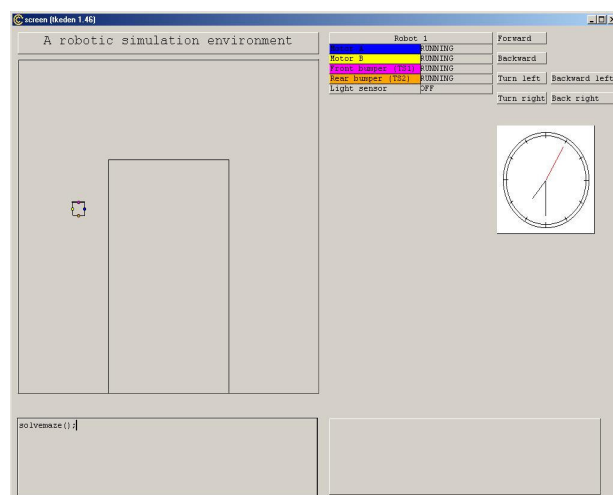 screen (tkeden 1.46)
A robotic simulation environment
Robot 1
Motor A RUNNING
Motor B RUNNING
Front bumper (TS1) RUNNING
Rear bumper (TS2) RUNNING
Light sensor OFF
Forward
Backward
Turn left Backward left
Turn right Back right
solvemaze();